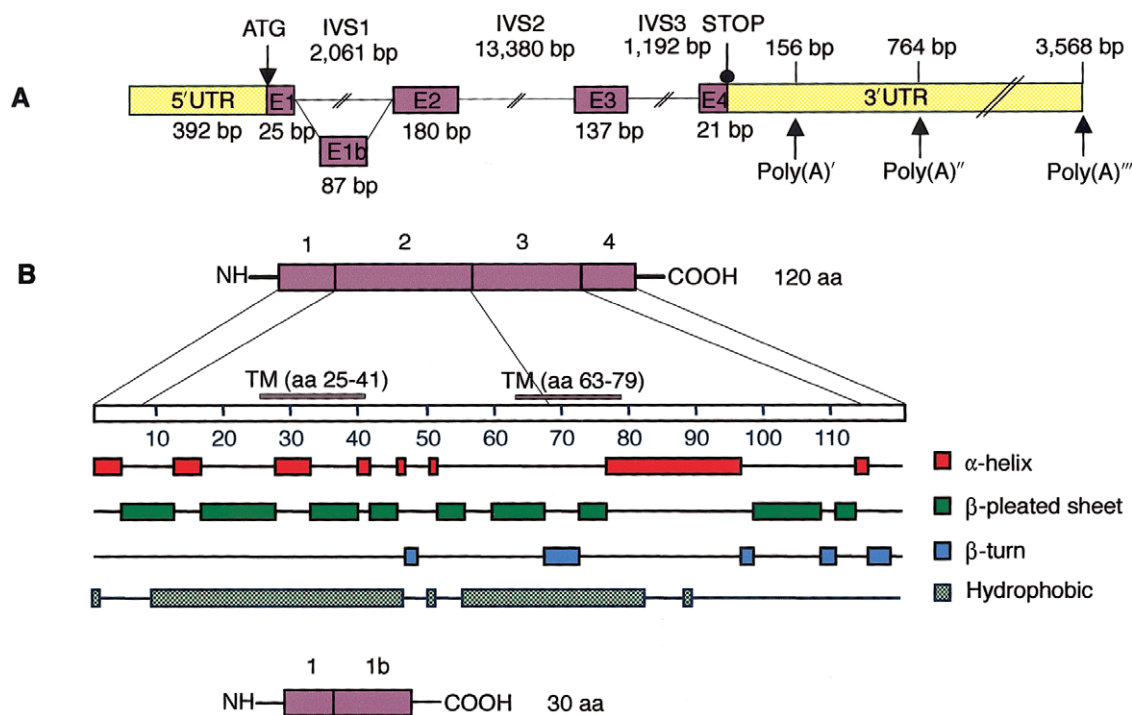 ATG IVS1 IVS2 IVS3 STOP
2,061 bp 13,380 bp 1,192 bp 156 bp 764 bp 3,568 bp
A 5′UTR E1 E2 E3 E4 3′UTR
392 bp 25 bp 180 bp 137 bp 21 bp
E1b
87 bp
Poly(A)′ Poly(A)″ Poly(A)‴
1 2 3 4
B NH COOH 120 aa
TM (aa 25-41) TM (aa 63-79)
10 20 30 40 50 60 70 80 90 100 110
α-helix
β-pleated sheet
β-turn
Hydrophobic
1 1b
NH COOH 30 aa